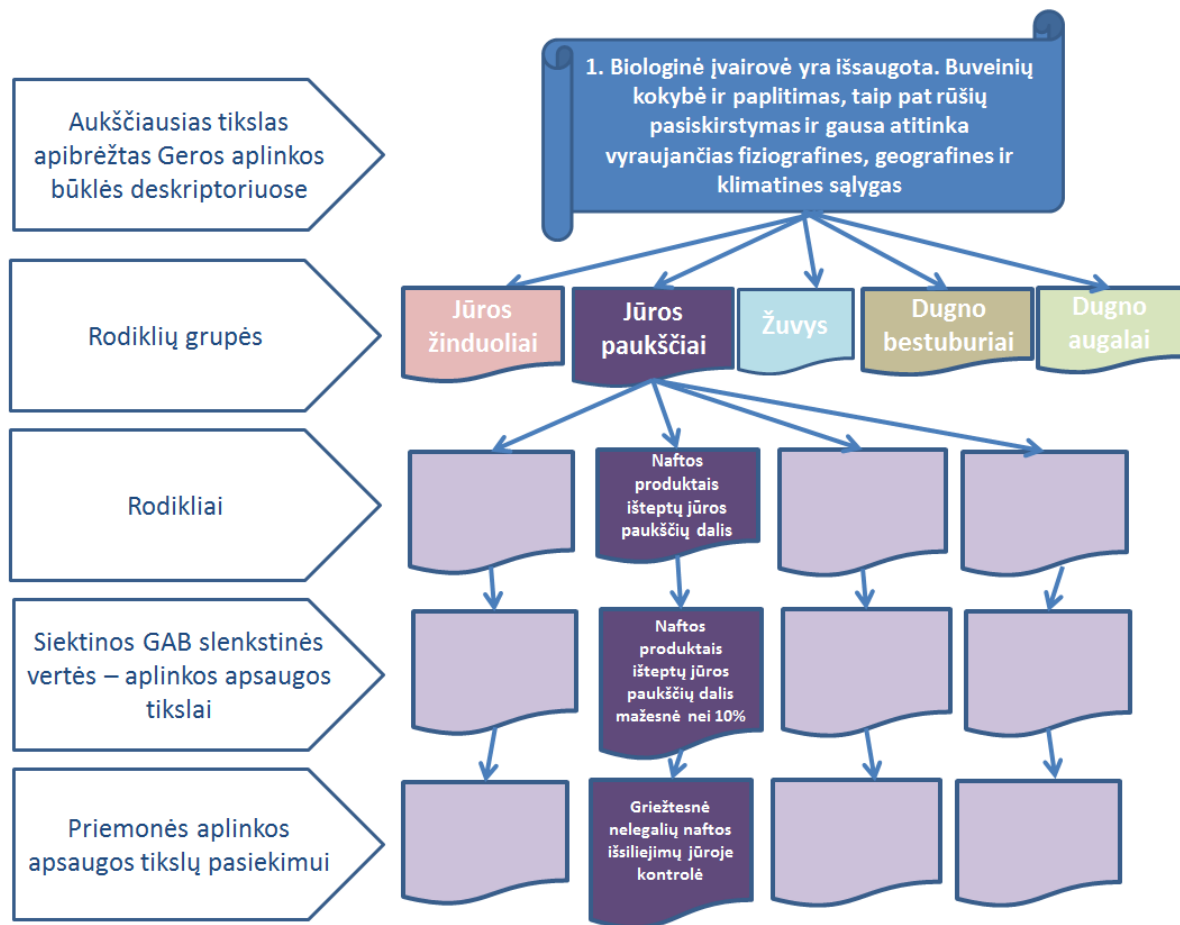 1. Biologinė įvairovė yra išsaugota. Buveinių
kokybė ir paplitimas, taip pat rūšių
pasiskirstymas ir gausa atitinka
vyraujančias fiziografines, geografines ir
klimatines sąlygas
Aukščiausias tikslas
apibrėžtas Geros aplinkos
būklės deskriptoriuose
Rodiklių grupės
Jūros
žinduoliai
Jūros
paukščiai
Žuvys
Dugno
bestuburiai
Dugno
augalai
Rodikliai
Naftos
produktais
išteptų jūros
paukščių dalis
Siektinos GAB slenkstinės
vertės – aplinkos apsaugos
tikslai
Naftos
produktais
išteptų jūros
paukščių dalis
mažesnė nei 10%
Priemonės aplinkos
apsaugos tikslų pasiekimui
Griežtesnė
nelegalių naftos
išsiliejimų jūroje
kontrolė